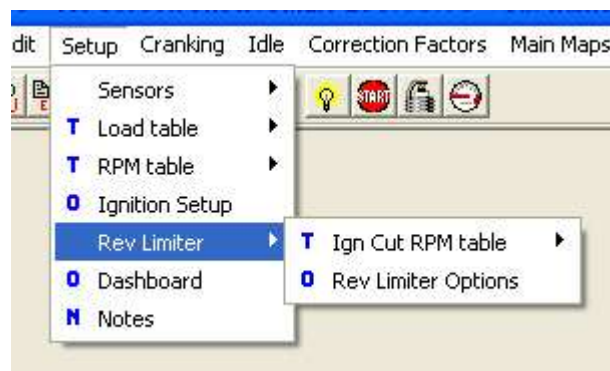 dit Setup Cranking Idle Correction Factors Main Maps
START
Sensors
T Load table
T RPM table
O Ignition Setup
Rev Limiter
T Ign Cut RPM table
O Rev Limiter Options
O Dashboard
N Notes